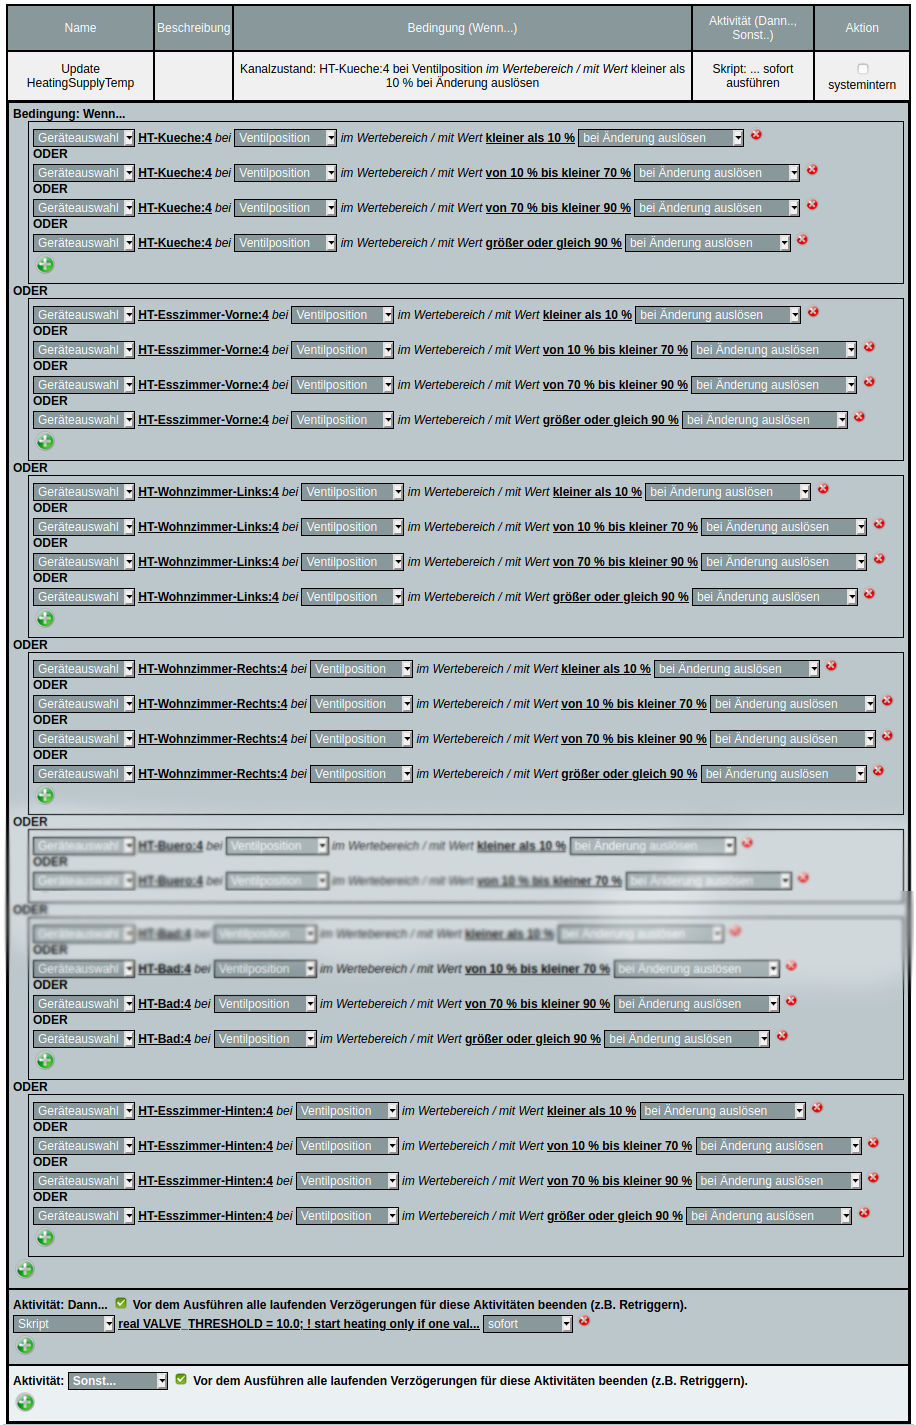 Name Beschreibung Bedingung (Wenn...) Aktivität (Dann.., Sonst..) Aktion
Update HeatingSupplyTemp Kanalzustand: HT-Kueche:4 bei Ventilposition im Wertebereich / mit Wert kleiner als 10 % bei Änderung auslösen Skript: ... sofort ausführen systemintern
Bedingung: Wenn...
Geräteauswahl HT-Kueche:4 bei Ventilposition im Wertebereich / mit Wert kleiner als 10 % bei Änderung auslösen
ODER
Geräteauswahl HT-Kueche:4 bei Ventilposition im Wertebereich / mit Wert von 10 % bis kleiner 70 % bei Änderung auslösen
ODER
Geräteauswahl HT-Kueche:4 bei Ventilposition im Wertebereich / mit Wert von 70 % bis kleiner 90 % bei Änderung auslösen
ODER
Geräteauswahl HT-Kueche:4 bei Ventilposition im Wertebereich / mit Wert größer oder gleich 90 % bei Änderung auslösen
ODER
Geräteauswahl HT-Esszimmer-Vorne:4 bei Ventilposition im Wertebereich / mit Wert kleiner als 10 % bei Änderung auslösen
ODER
Geräteauswahl HT-Esszimmer-Vorne:4 bei Ventilposition im Wertebereich / mit Wert von 10 % bis kleiner 70 % bei Änderung auslösen
ODER
Geräteauswahl HT-Esszimmer-Vorne:4 bei Ventilposition im Wertebereich / mit Wert von 70 % bis kleiner 90 % bei Änderung auslösen
ODER
Geräteauswahl HT-Esszimmer-Vorne:4 bei Ventilposition im Wertebereich / mit Wert größer oder gleich 90 % bei Änderung auslösen
ODER
Geräteauswahl HT-Wohnzimmer-Links:4 bei Ventilposition im Wertebereich / mit Wert kleiner als 10 % bei Änderung auslösen
ODER
Geräteauswahl HT-Wohnzimmer-Links:4 bei Ventilposition im Wertebereich / mit Wert von 10 % bis kleiner 70 % bei Änderung auslösen
ODER
Geräteauswahl HT-Wohnzimmer-Links:4 bei Ventilposition im Wertebereich / mit Wert von 70 % bis kleiner 90 % bei Änderung auslösen
ODER
Geräteauswahl HT-Wohnzimmer-Links:4 bei Ventilposition im Wertebereich / mit Wert größer oder gleich 90 % bei Änderung auslösen
ODER
Geräteauswahl HT-Wohnzimmer-Rechts:4 bei Ventilposition im Wertebereich / mit Wert kleiner als 10 % bei Änderung auslösen
ODER
Geräteauswahl HT-Wohnzimmer-Rechts:4 bei Ventilposition im Wertebereich / mit Wert von 10 % bis kleiner 70 % bei Änderung auslösen
ODER
Geräteauswahl HT-Wohnzimmer-Rechts:4 bei Ventilposition im Wertebereich / mit Wert von 70 % bis kleiner 90 % bei Änderung auslösen
ODER
Geräteauswahl HT-Wohnzimmer-Rechts:4 bei Ventilposition im Wertebereich / mit Wert größer oder gleich 90 % bei Änderung auslösen
ODER
Geräteauswahl HT-Buero:4 bei Ventilposition im Wertebereich / mit Wert kleiner als 10 % bei Änderung auslösen
ODER
Geräteauswahl HT-Buero:4 bei Ventilposition im Wertebereich / mit Wert von 10 % bis kleiner 70 % bei Änderung auslösen
ODER
Geräteauswahl HT-Bad:4 bei Ventilposition im Wertebereich / mit Wert kleiner als 10 % bei Änderung auslösen
ODER
Geräteauswahl HT-Bad:4 bei Ventilposition im Wertebereich / mit Wert von 10 % bis kleiner 70 % bei Änderung auslösen
ODER
Geräteauswahl HT-Bad:4 bei Ventilposition im Wertebereich / mit Wert von 70 % bis kleiner 90 % bei Änderung auslösen
ODER
Geräteauswahl HT-Bad:4 bei Ventilposition im Wertebereich / mit Wert größer oder gleich 90 % bei Änderung auslösen
ODER
Geräteauswahl HT-Esszimmer-Hinten:4 bei Ventilposition im Wertebereich / mit Wert kleiner als 10 % bei Änderung auslösen
ODER
Geräteauswahl HT-Esszimmer-Hinten:4 bei Ventilposition im Wertebereich / mit Wert von 10 % bis kleiner 70 % bei Änderung auslösen
ODER
Geräteauswahl HT-Esszimmer-Hinten:4 bei Ventilposition im Wertebereich / mit Wert von 70 % bis kleiner 90 % bei Änderung auslösen
ODER
Geräteauswahl HT-Esszimmer-Hinten:4 bei Ventilposition im Wertebereich / mit Wert größer oder gleich 90 % bei Änderung auslösen
Aktivität: Dann... Vor dem Ausführen alle laufenden Verzögerungen für diese Aktivitäten beenden (z.B. Retriggern).
Skript real VALVE_THRESHOLD = 10.0; ! start heating only if one val... sofort
Aktivität: Sonst... Vor dem Ausführen alle laufenden Verzögerungen für diese Aktivitäten beenden (z.B. Retriggern).